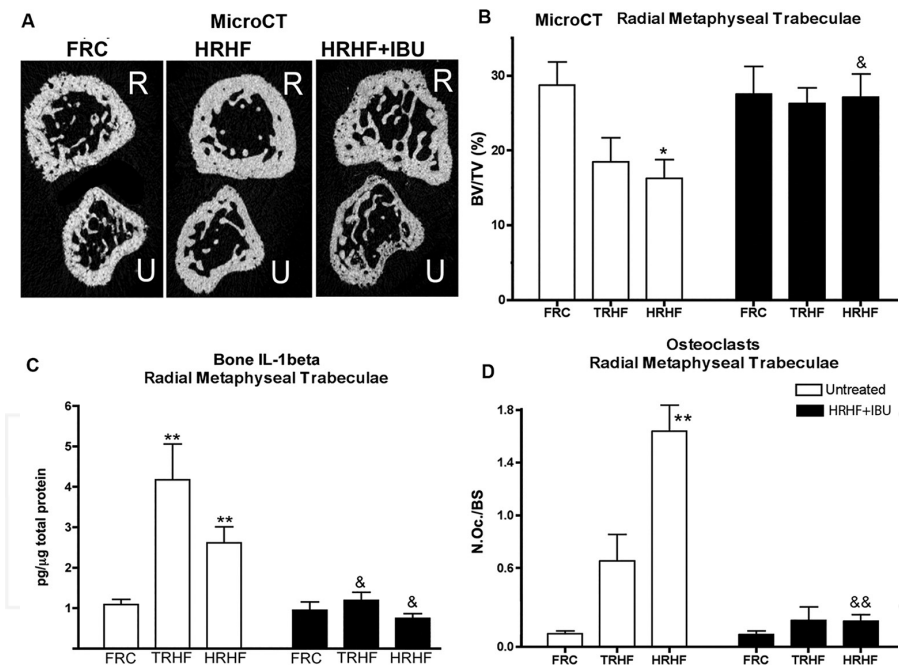 A
MicroCT
FRC
HRHF
HRHF+IBU
R
R
R
U
U
U
B
MicroCT Radial Metaphyseal Trabeculae
BV/TV (%)
30
20
10
0
*
&
FRC TRHF HRHF FRC TRHF HRHF
C
Bone IL-1beta
Radial Metaphyseal Trabeculae
pg/µg total protein
6
5
4
3
2
1
**
**
&
&
FRC TRHF HRHF FRC TRHF HRHF
D
Osteoclasts
Radial Metaphyseal Trabeculae
Untreated
HRHF+IBU
N.Oc./BS
1.8
1.4
0.6
0.0
**
&&
FRC TRHF HRHF FRC TRHF HRHF